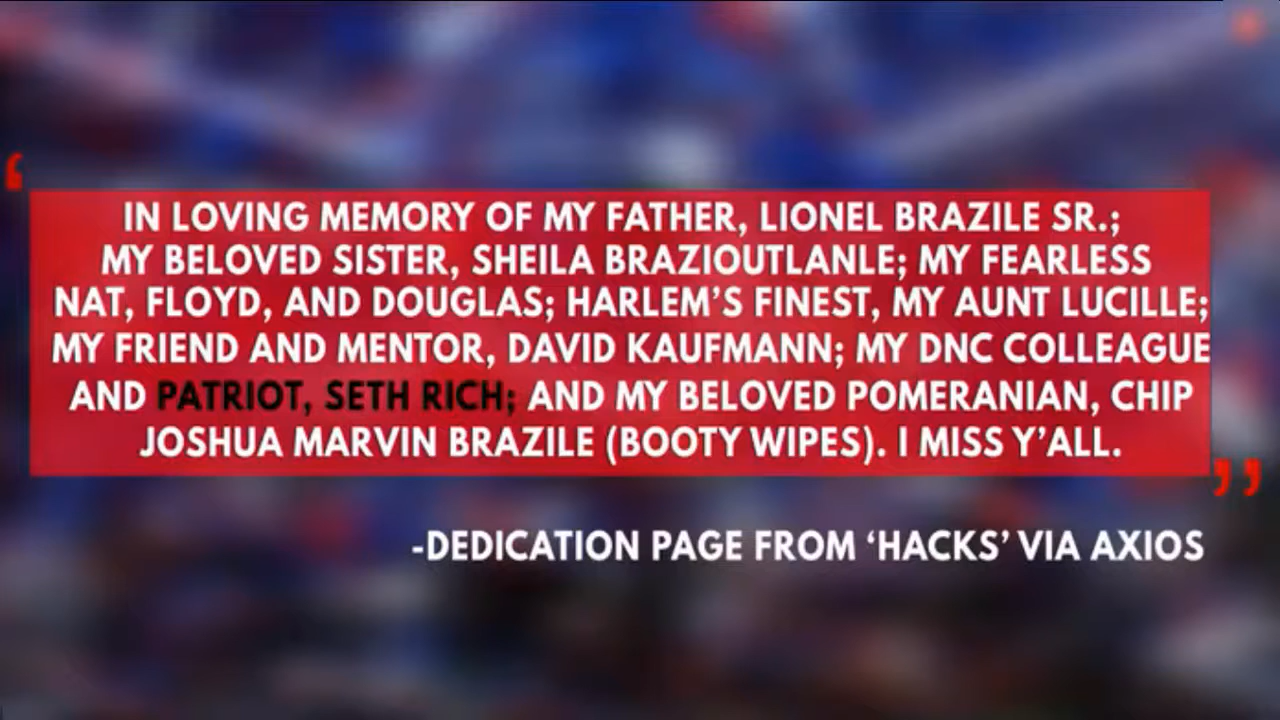 ‘
IN LOVING MEMORY OF MY FATHER, LIONEL BRAZILE SR.;
MY BELOVED SISTER, SHEILA BRAZIOUTLANLE; MY FEARLESS
NAT, FLOYD, AND DOUGLAS; HARLEM’S FINEST, MY AUNT LUCILLE;
MY FRIEND AND MENTOR, DAVID KAUFMANN; MY DNC COLLEAGUE
AND PATRIOT, SETH RICH; AND MY BELOVED POMERANIAN, CHIP
JOSHUA MARVIN BRAZILE (BOOTY WIPES). I MISS Y’ALL.
”
-DEDICATION PAGE FROM ‘HACKS’ VIA AXIOS